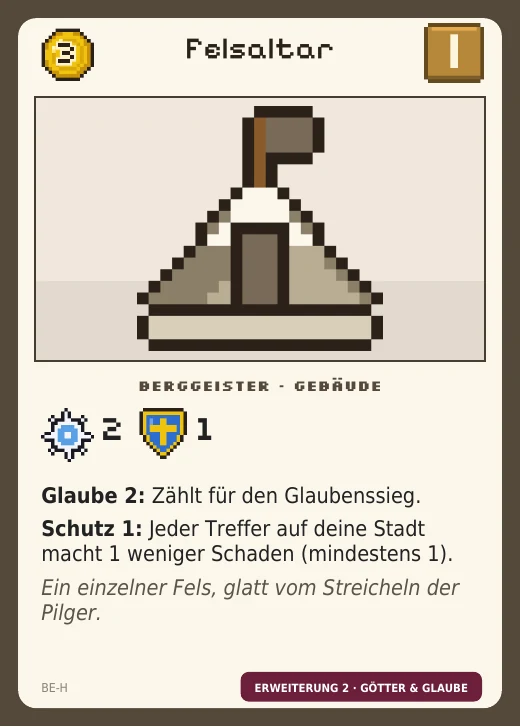 3
Felsaltar
I
BERGGEISTER · GEBÄUDE
2
1
Glaube 2: Zählt für den Glaubenssieg.
Schutz 1: Jeder Treffer auf deine Stadt
macht 1 weniger Schaden (mindestens 1).
Ein einzelner Fels, glatt vom Streicheln der
Pilger.
BE-H
ERWEITERUNG 2 · GÖTTER & GLAUBE